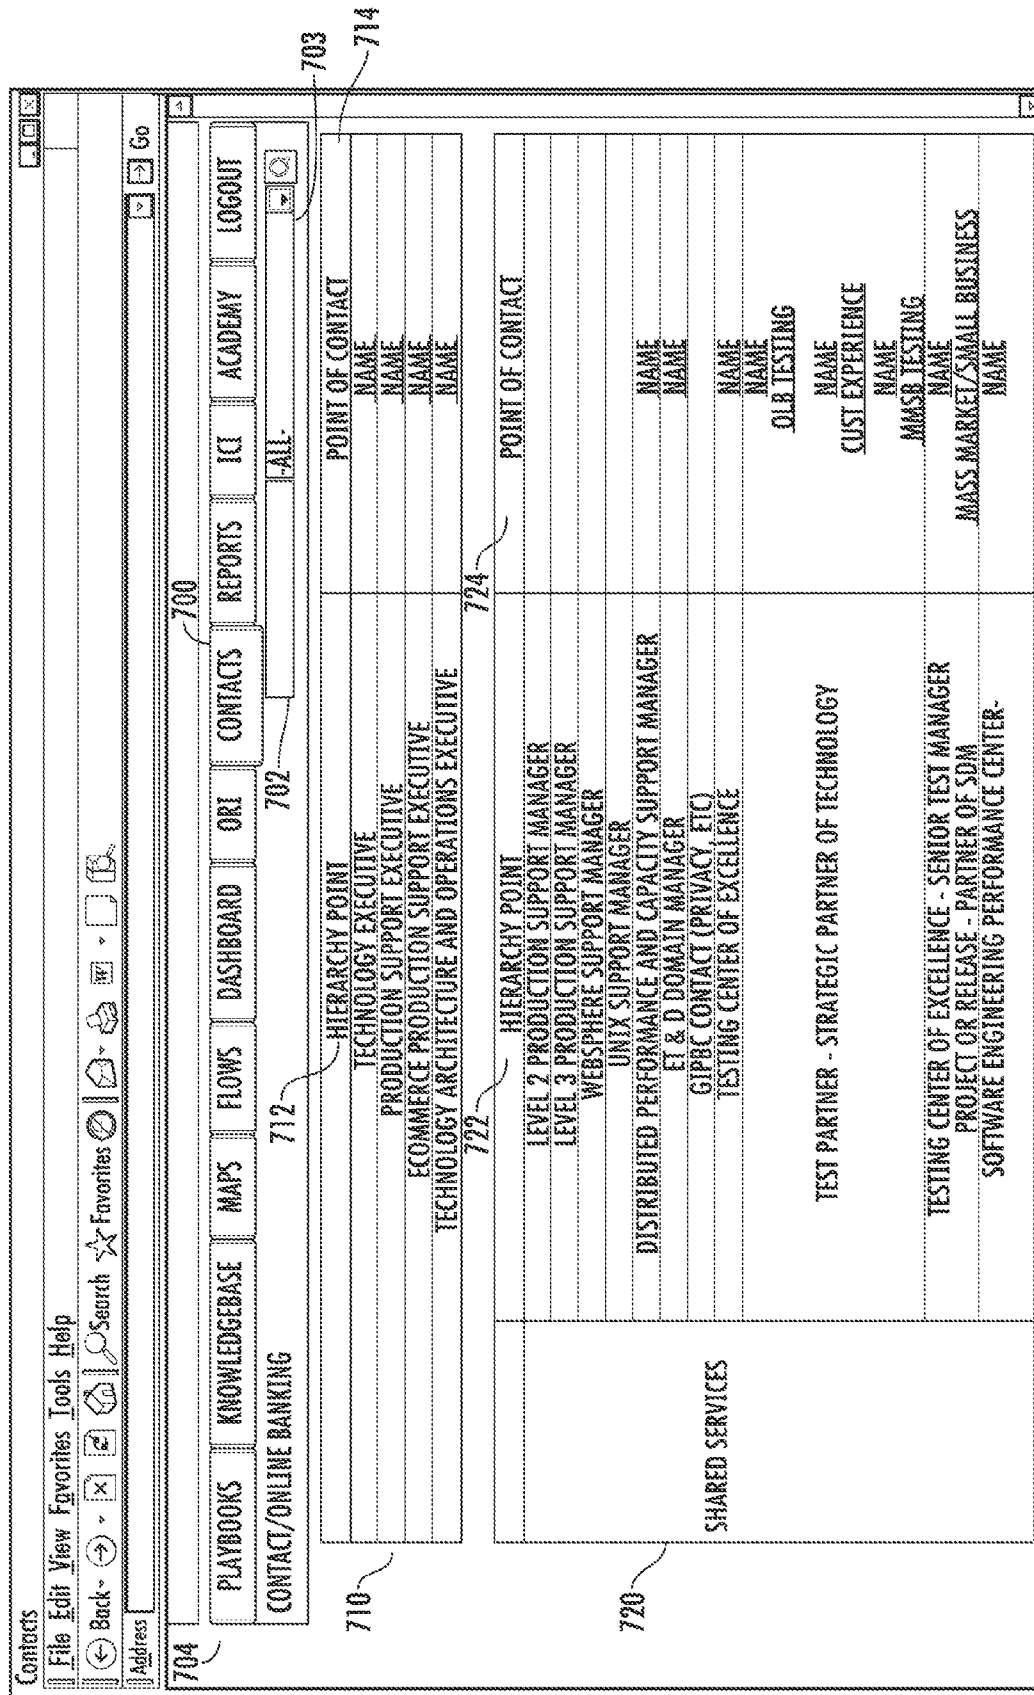 Contacts
File Edit View Favorites Tools Help
Back Search Favorites W
Address Go
704 700
PLAYBOOKS KNOWLEDGEBASE MAPS FLOWS DASHBOARD ORI CONTACTS REPORTS ICI ACADEMY LOGOUT
CONTACT/ONLINE BANKING -ALL-
712 702 703
710 714
HIERARCHY POINT POINT OF CONTACT
TECHNOLOGY EXECUTIVE NAME
PRODUCTION SUPPORT EXECUTIVE NAME
ECOMMERCE PRODUCTION SUPPORT EXECUTIVE NAME
TECHNOLOGY ARCHITECTURE AND OPERATIONS EXECUTIVE NAME
722 724
HIERARCHY POINT POINT OF CONTACT
LEVEL 2 PRODUCTION SUPPORT MANAGER
LEVEL 3 PRODUCTION SUPPORT MANAGER
WEBSPHERE SUPPORT MANAGER
UNIX SUPPORT MANAGER
DISTRIBUTED PERFORMANCE AND CAPACITY SUPPORT MANAGER NAME
ET & D DOMAIN MANAGER NAME
GIPBC CONTACT (PRIVACY, ETC)
TESTING CENTER OF EXCELLENCE NAME
NAME
720
SHARED SERVICES
OLB TESTING
TEST PARTNER - STRATEGIC PARTNER OF TECHNOLOGY NAME
CUST EXPERIENCE
NAME
MMSB TESTING
TESTING CENTER OF EXCELLENCE - SENIOR TEST MANAGER NAME
PROJECT OR RELEASE - PARTNER OF SDM MASS MARKET/SMALL BUSINESS
SOFTWARE ENGINEERING PERFORMANCE CENTER- NAME